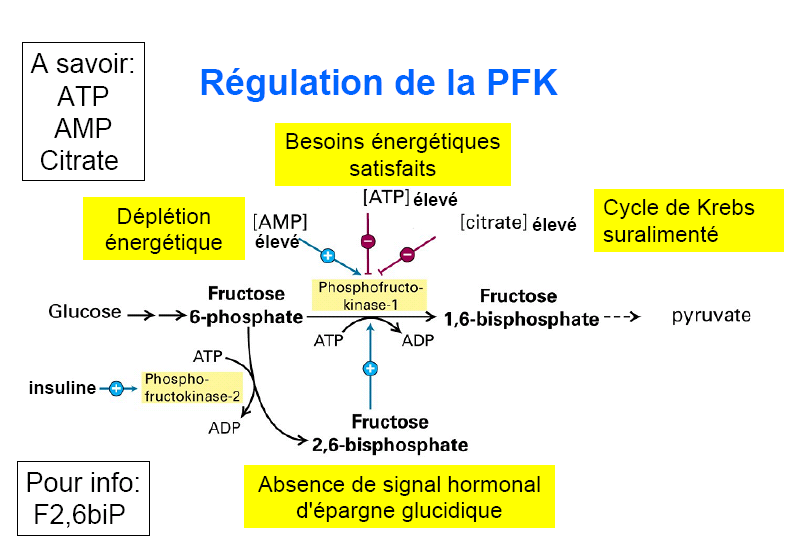 A savoir:
ATP
AMP
Citrate
Régulation de la PFK
Besoins énergétiques
satisfaits
Déplétion
énergétique
[AMP]
élevé
[ATP] élevé
[citrate] élevé
Cycle de Krebs
suralimenté
+
−
−
Phosphofructo-
kinase-1
Glucose
Fructose
6-phosphate
ATP
ADP
Fructose
1,6-bisphosphate
pyruvate
ATP
insuline
+
Phospho-
fructokinase-2
ADP
+
Fructose
2,6-bisphosphate
Pour info:
F2,6biP
Absence de signal hormonal
d'épargne glucidique